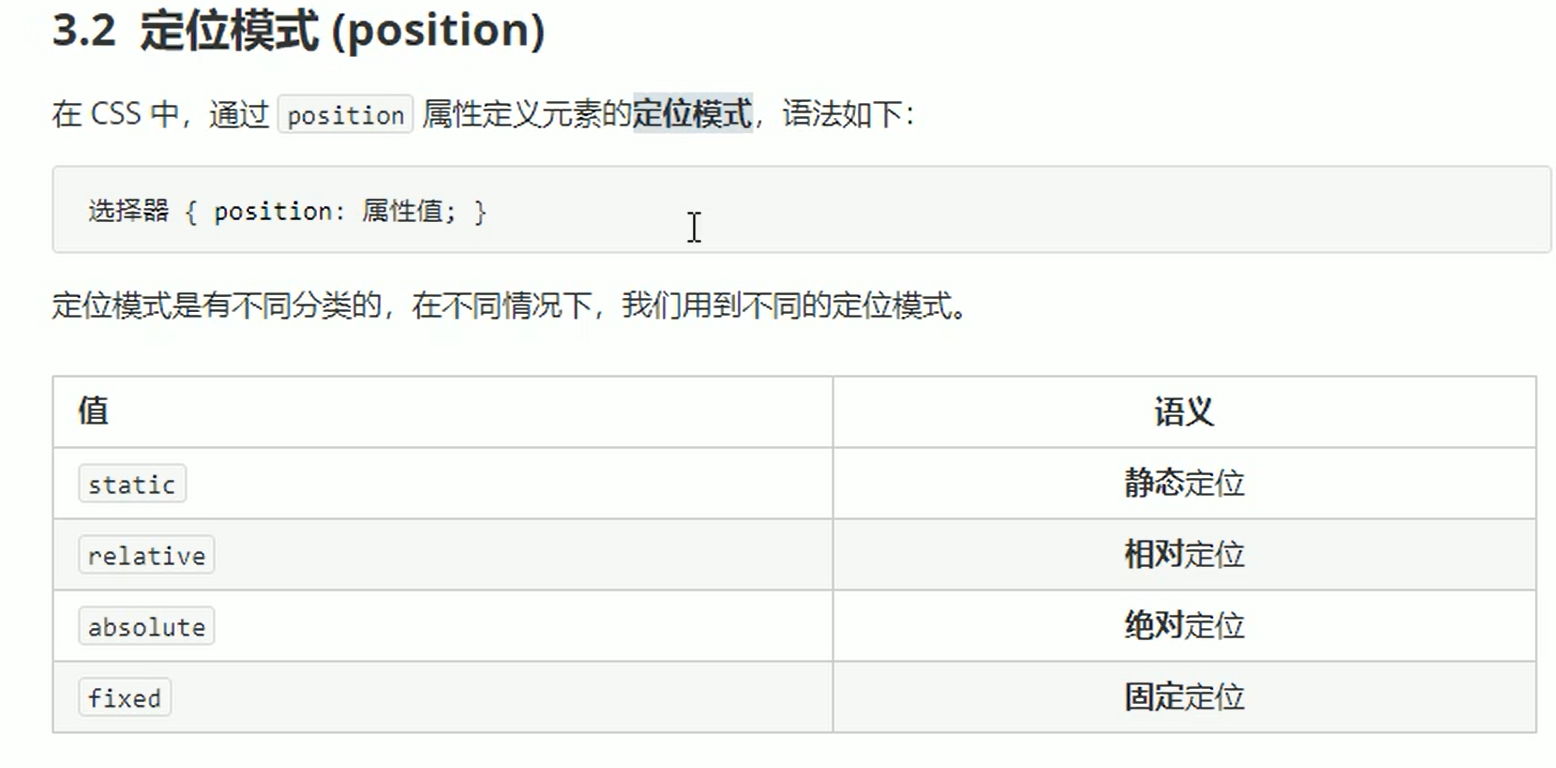 3.2 定位模式 (position)
在 CSS 中，通过 position 属性定义元素的定位模式，语法如下：
选择器 { position: 属性值; }
定位模式是有不同分类的，在不同情况下，我们用到不同的定位模式。
值 语义
static 静态定位
relative 相对定位
absolute 绝对定位
fixed 固定定位